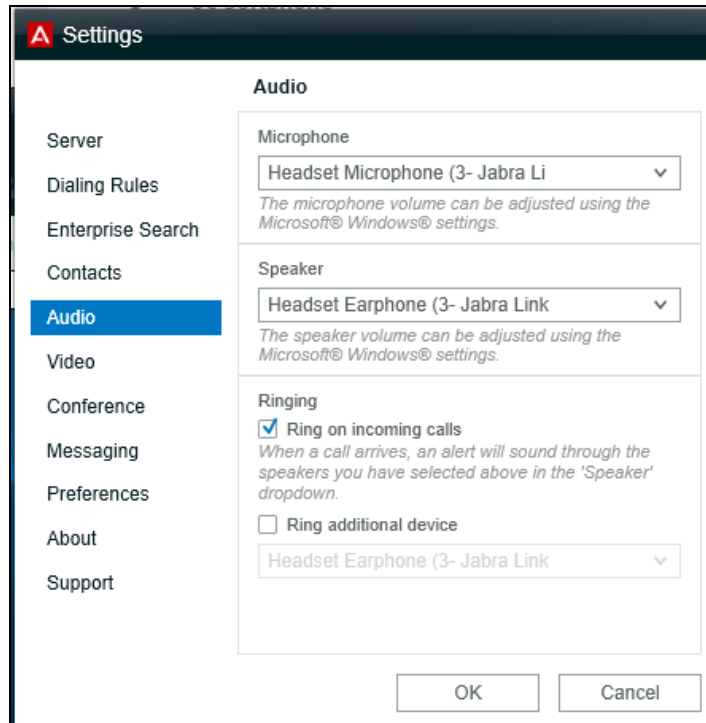 Settings
Audio
Server
Dialing Rules
Enterprise Search
Contacts
Audio
Video
Conference
Messaging
Preferences
About
Support
Microphone
Headset Microphone (3- Jabra Li
The microphone volume can be adjusted using the
Microsoft® Windows® settings.
Speaker
Headset Earphone (3- Jabra Link
The speaker volume can be adjusted using the
Microsoft® Windows® settings.
Ringing
Ring on incoming calls
When a call arrives, an alert will sound through the
speakers you have selected above in the 'Speaker'
dropdown.
Ring additional device
Headset Earphone (3- Jabra Link
OK
Cancel